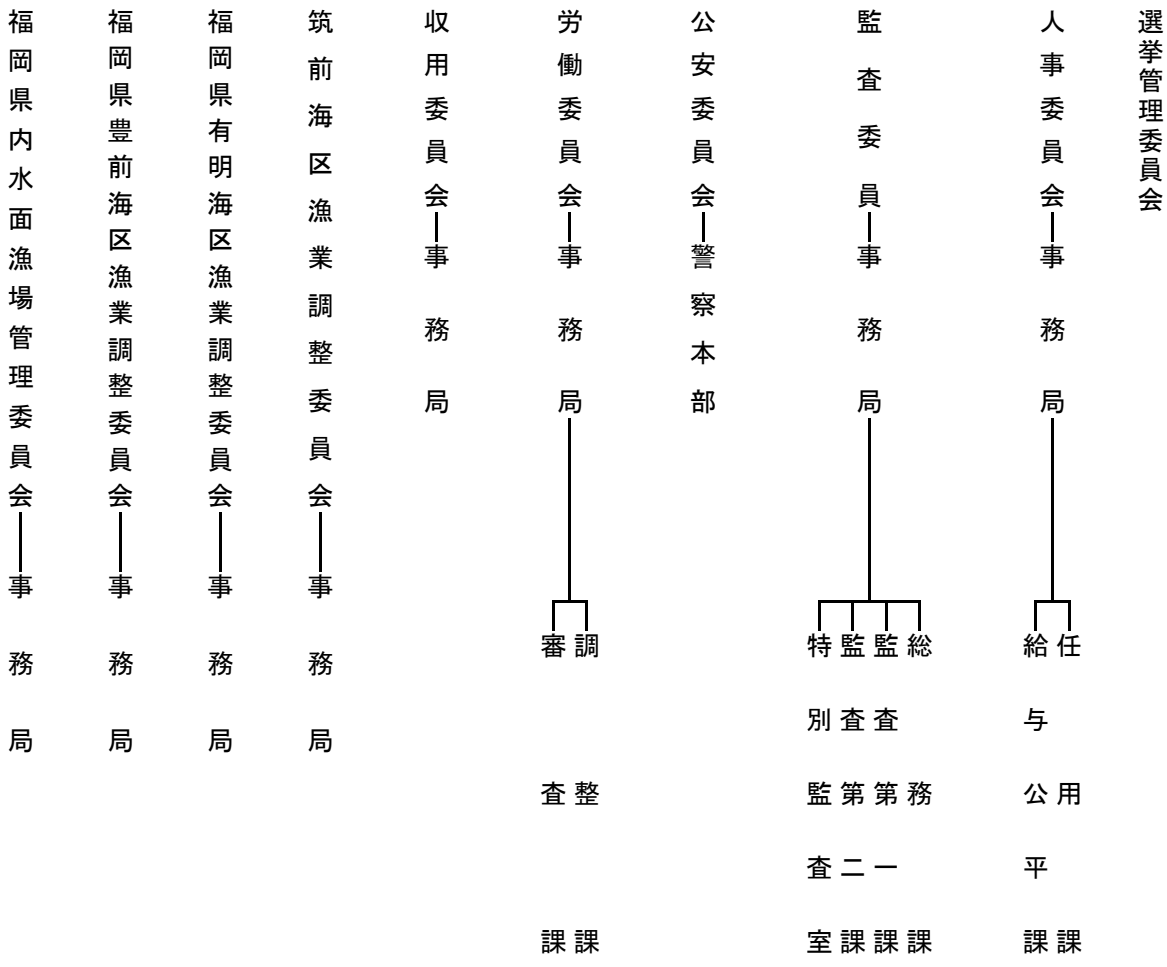 選挙管理委員会
人事委員会
事務局
任用課
給与公平課
監査委員
事務局
総務課
監査第一課
監査第二課
特別監査室
公安委員会
警察本部
労働委員会
事務局
調整課
審査課
収用委員会
事務局
筑前海区漁業調整委員会
事務局
福岡県有明海区漁業調整委員会
事務局
福岡県豊前海区漁業調整委員会
事務局
福岡県内水面漁場管理委員会
事務局